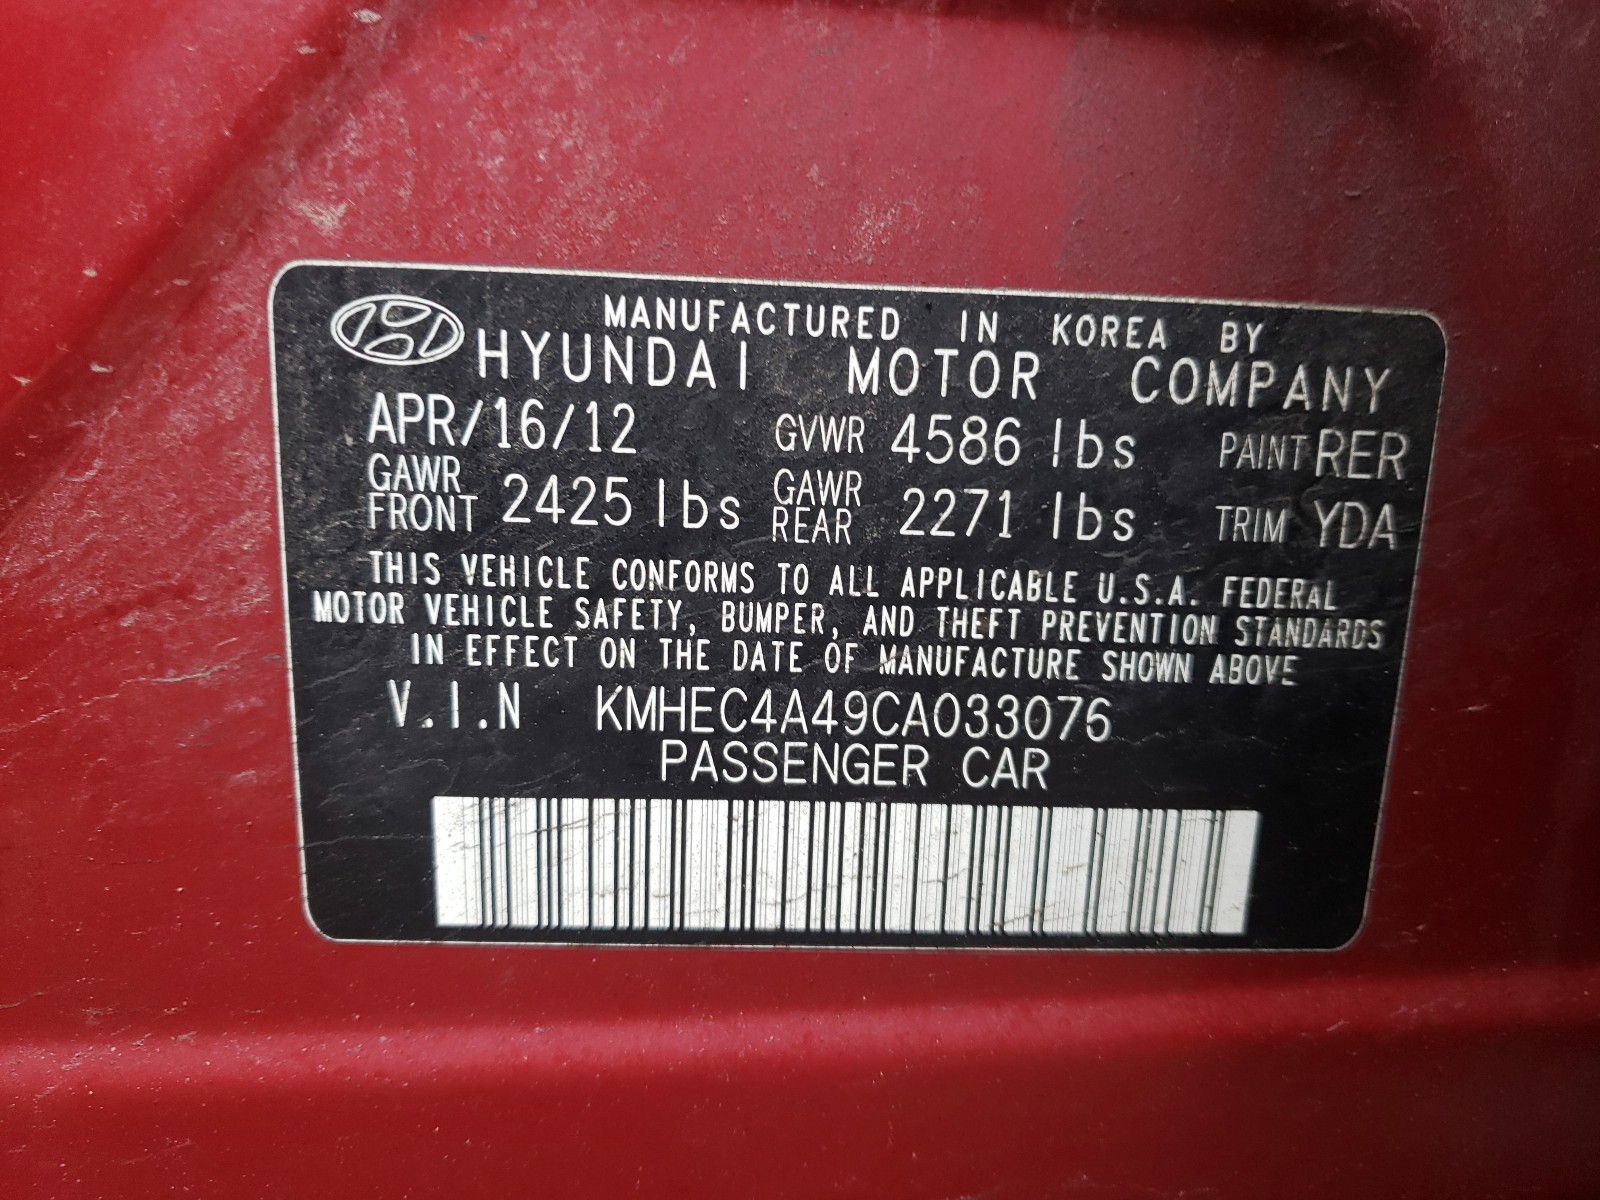 MANUFACTURED IN KOREA BY
HYUNDAI MOTOR COMPANY
APR/16/12 GVWR 4586 lbs PAINT RER
GAWR FRONT 2425 lbs GAWR REAR 2271 lbs TRIM YDA
THIS VEHICLE CONFORMS TO ALL APPLICABLE U.S.A. FEDERAL
MOTOR VEHICLE SAFETY, BUMPER, AND THEFT PREVENTION STANDARDS
IN EFFECT ON THE DATE OF MANUFACTURE SHOWN ABOVE
V.I.N KMHEC4A49CA033076
PASSENGER CAR